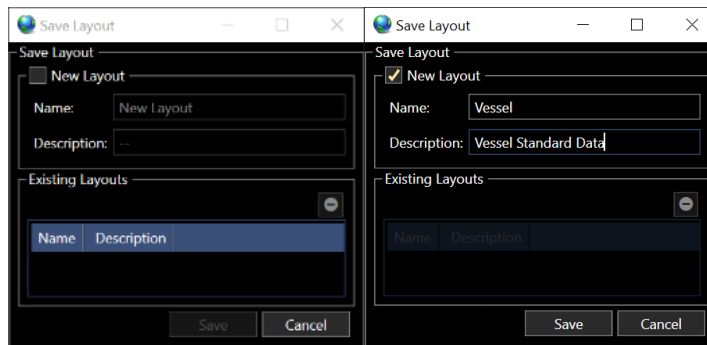 Save Layout
Save Layout
New Layout
Name: New Layout
Description: --
Existing Layouts
Name Description
Save Cancel
Save Layout
Save Layout
New Layout
Name: Vessel
Description: Vessel Standard Data
Existing Layouts
Name Description
Save Cancel